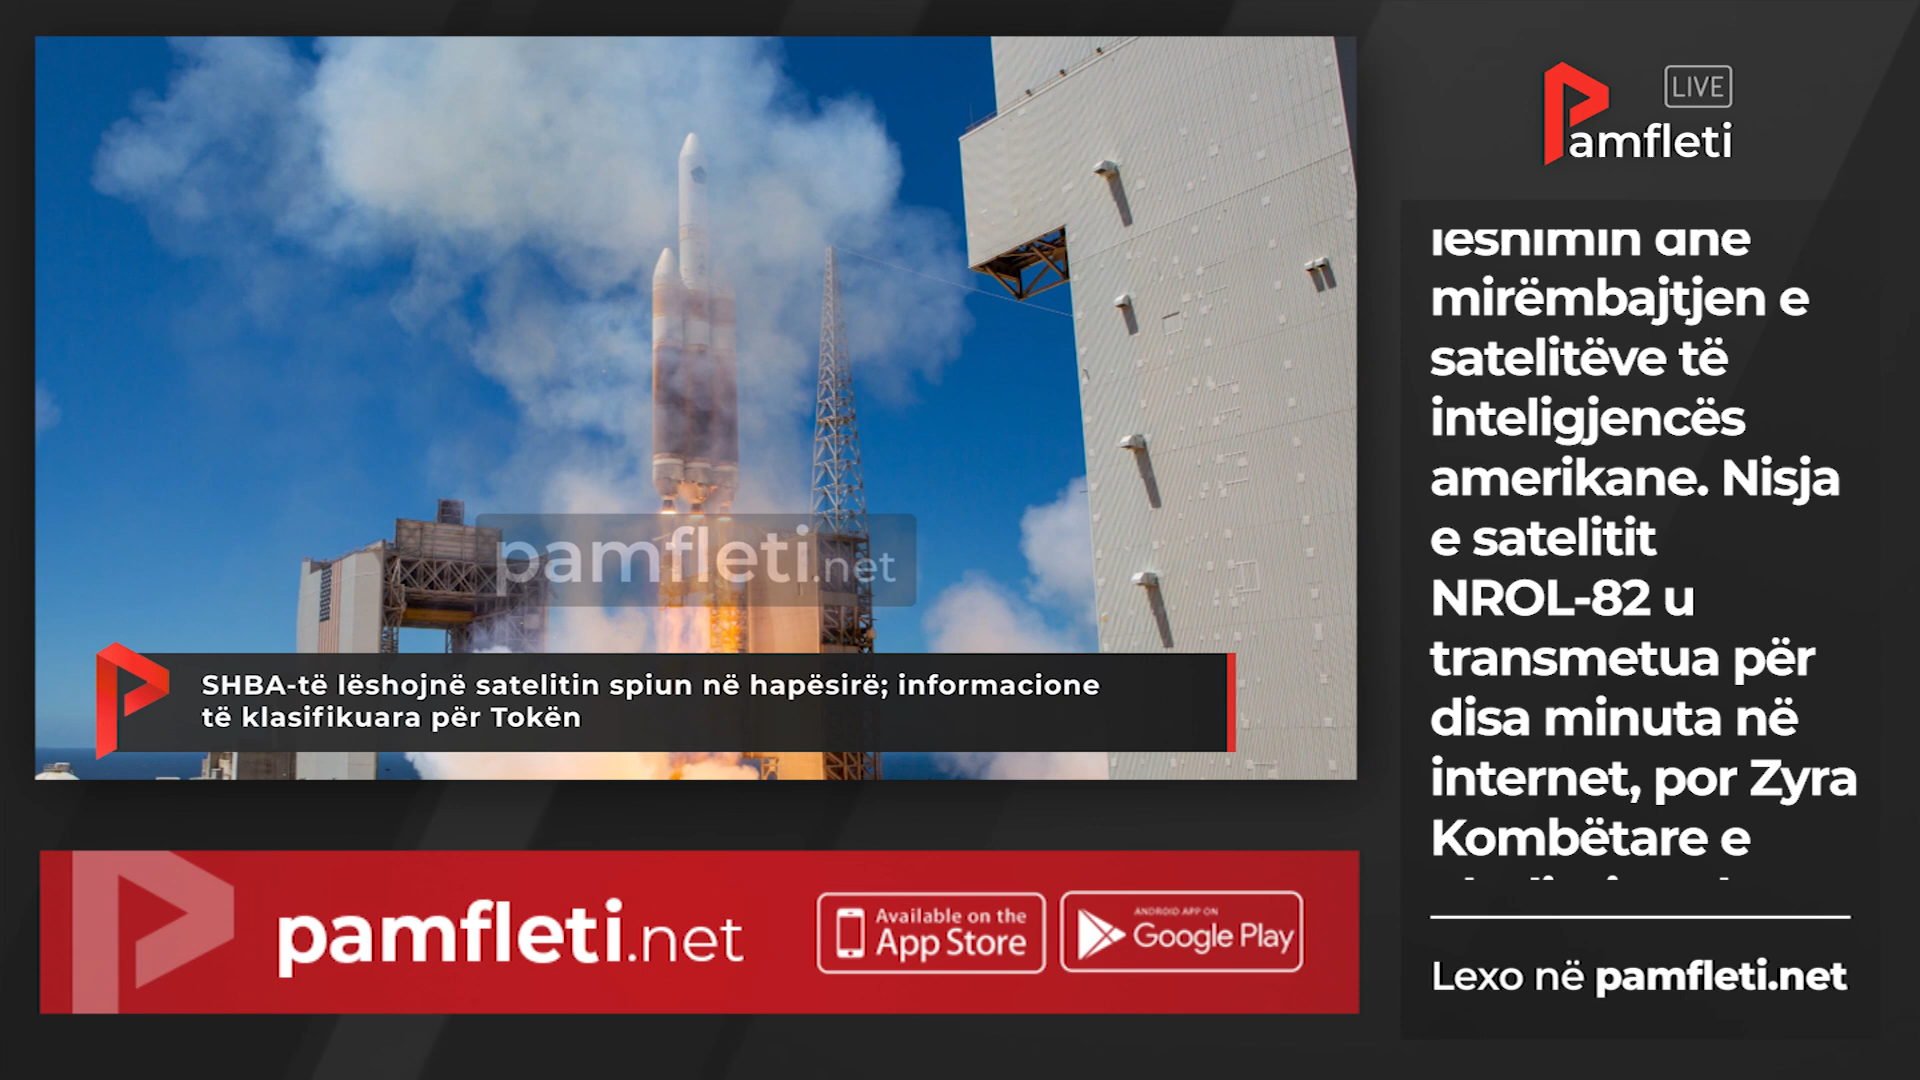 LIVE
Pamfleti
lëshimin dhe
mirëmbajtjen e
satelitëve të
inteligjencës
amerikane. Nisja
e satelitit
NROL-82 u
transmetua për
disa minuta në
internet, por Zyra
Kombëtare e
Lexo në pamfleti.net
pamfleti.net
SHBA-të lëshojnë satelitin spiun në hapësirë; informacione
të klasifikuara për Tokën
pamfleti.net
Available on the
App Store
ANDROID APP ON
Google Play